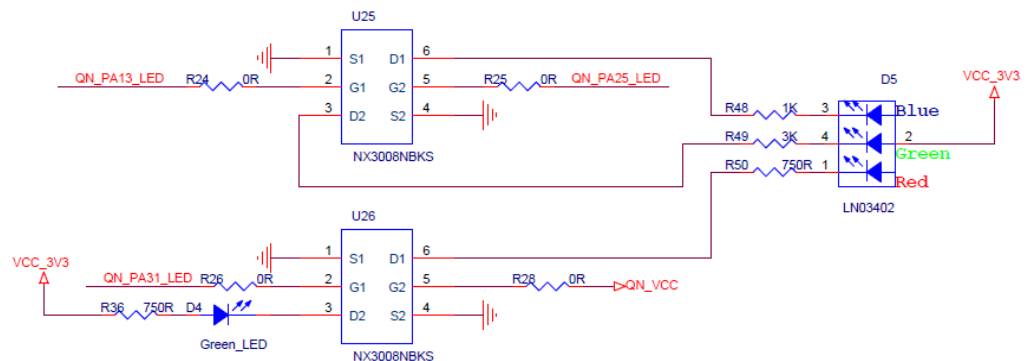 U25
1 S1 D1 6
QN_PA13_LED R24 0R 2 G1 G2 5 R25 0R QN_PA25_LED
3 D2 S2 4
NX3008NBKS
D5
VCC_3V3
R48 1K 3 Blue
R49 3K 4 2
Green
R50 750R 1
Red
LN03402
U26
1 S1 D1 6
VCC_3V3
QN_PA31_LED R26 0R 2 G1 G2 5 R28 0R QN_VCC
R36 750R D4 3 D2 S2 4
Green_LED
NX3008NBKS